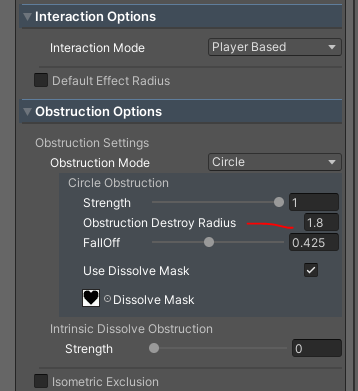 Interaction Options
Interaction Mode Player Based
Default Effect Radius
Obstruction Options
Obstruction Settings
Obstruction Mode Circle
Circle Obstruction
Strength 1
Obstruction Destroy Radius 1.8
FallOff 0.425
Use Dissolve Mask
Dissolve Mask
Intrinsic Dissolve Obstruction
Strength 0
Isometric Exclusion